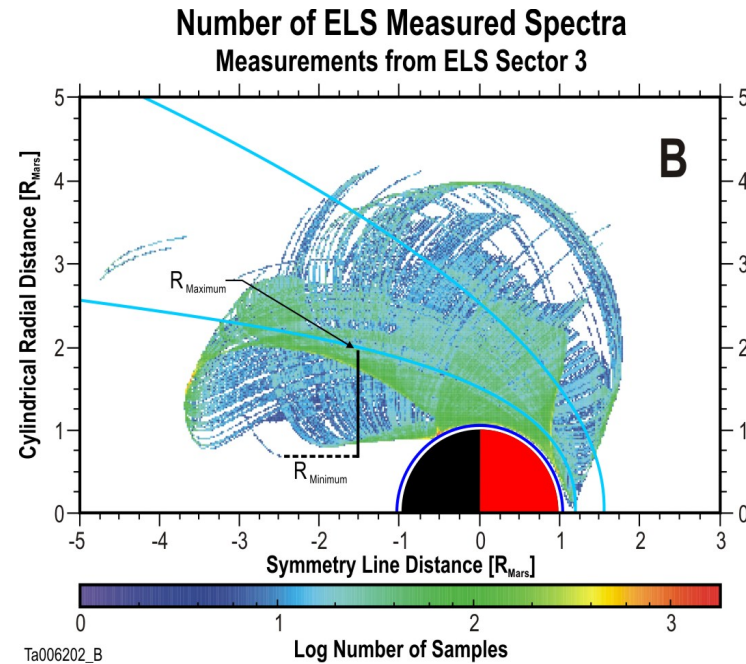 Number of ELS Measured Spectra
Measurements from ELS Sector 3
5 5
B
4 4
Cylindrical Radial Distance [RMars]
3 3
RMaximum
2 2
1 1
RMinimum
0 0
-5 -4 -3 -2 -1 0 1 2 3
Symmetry Line Distance [RMars]
0 1 2 3
Log Number of Samples
Ta006202_B